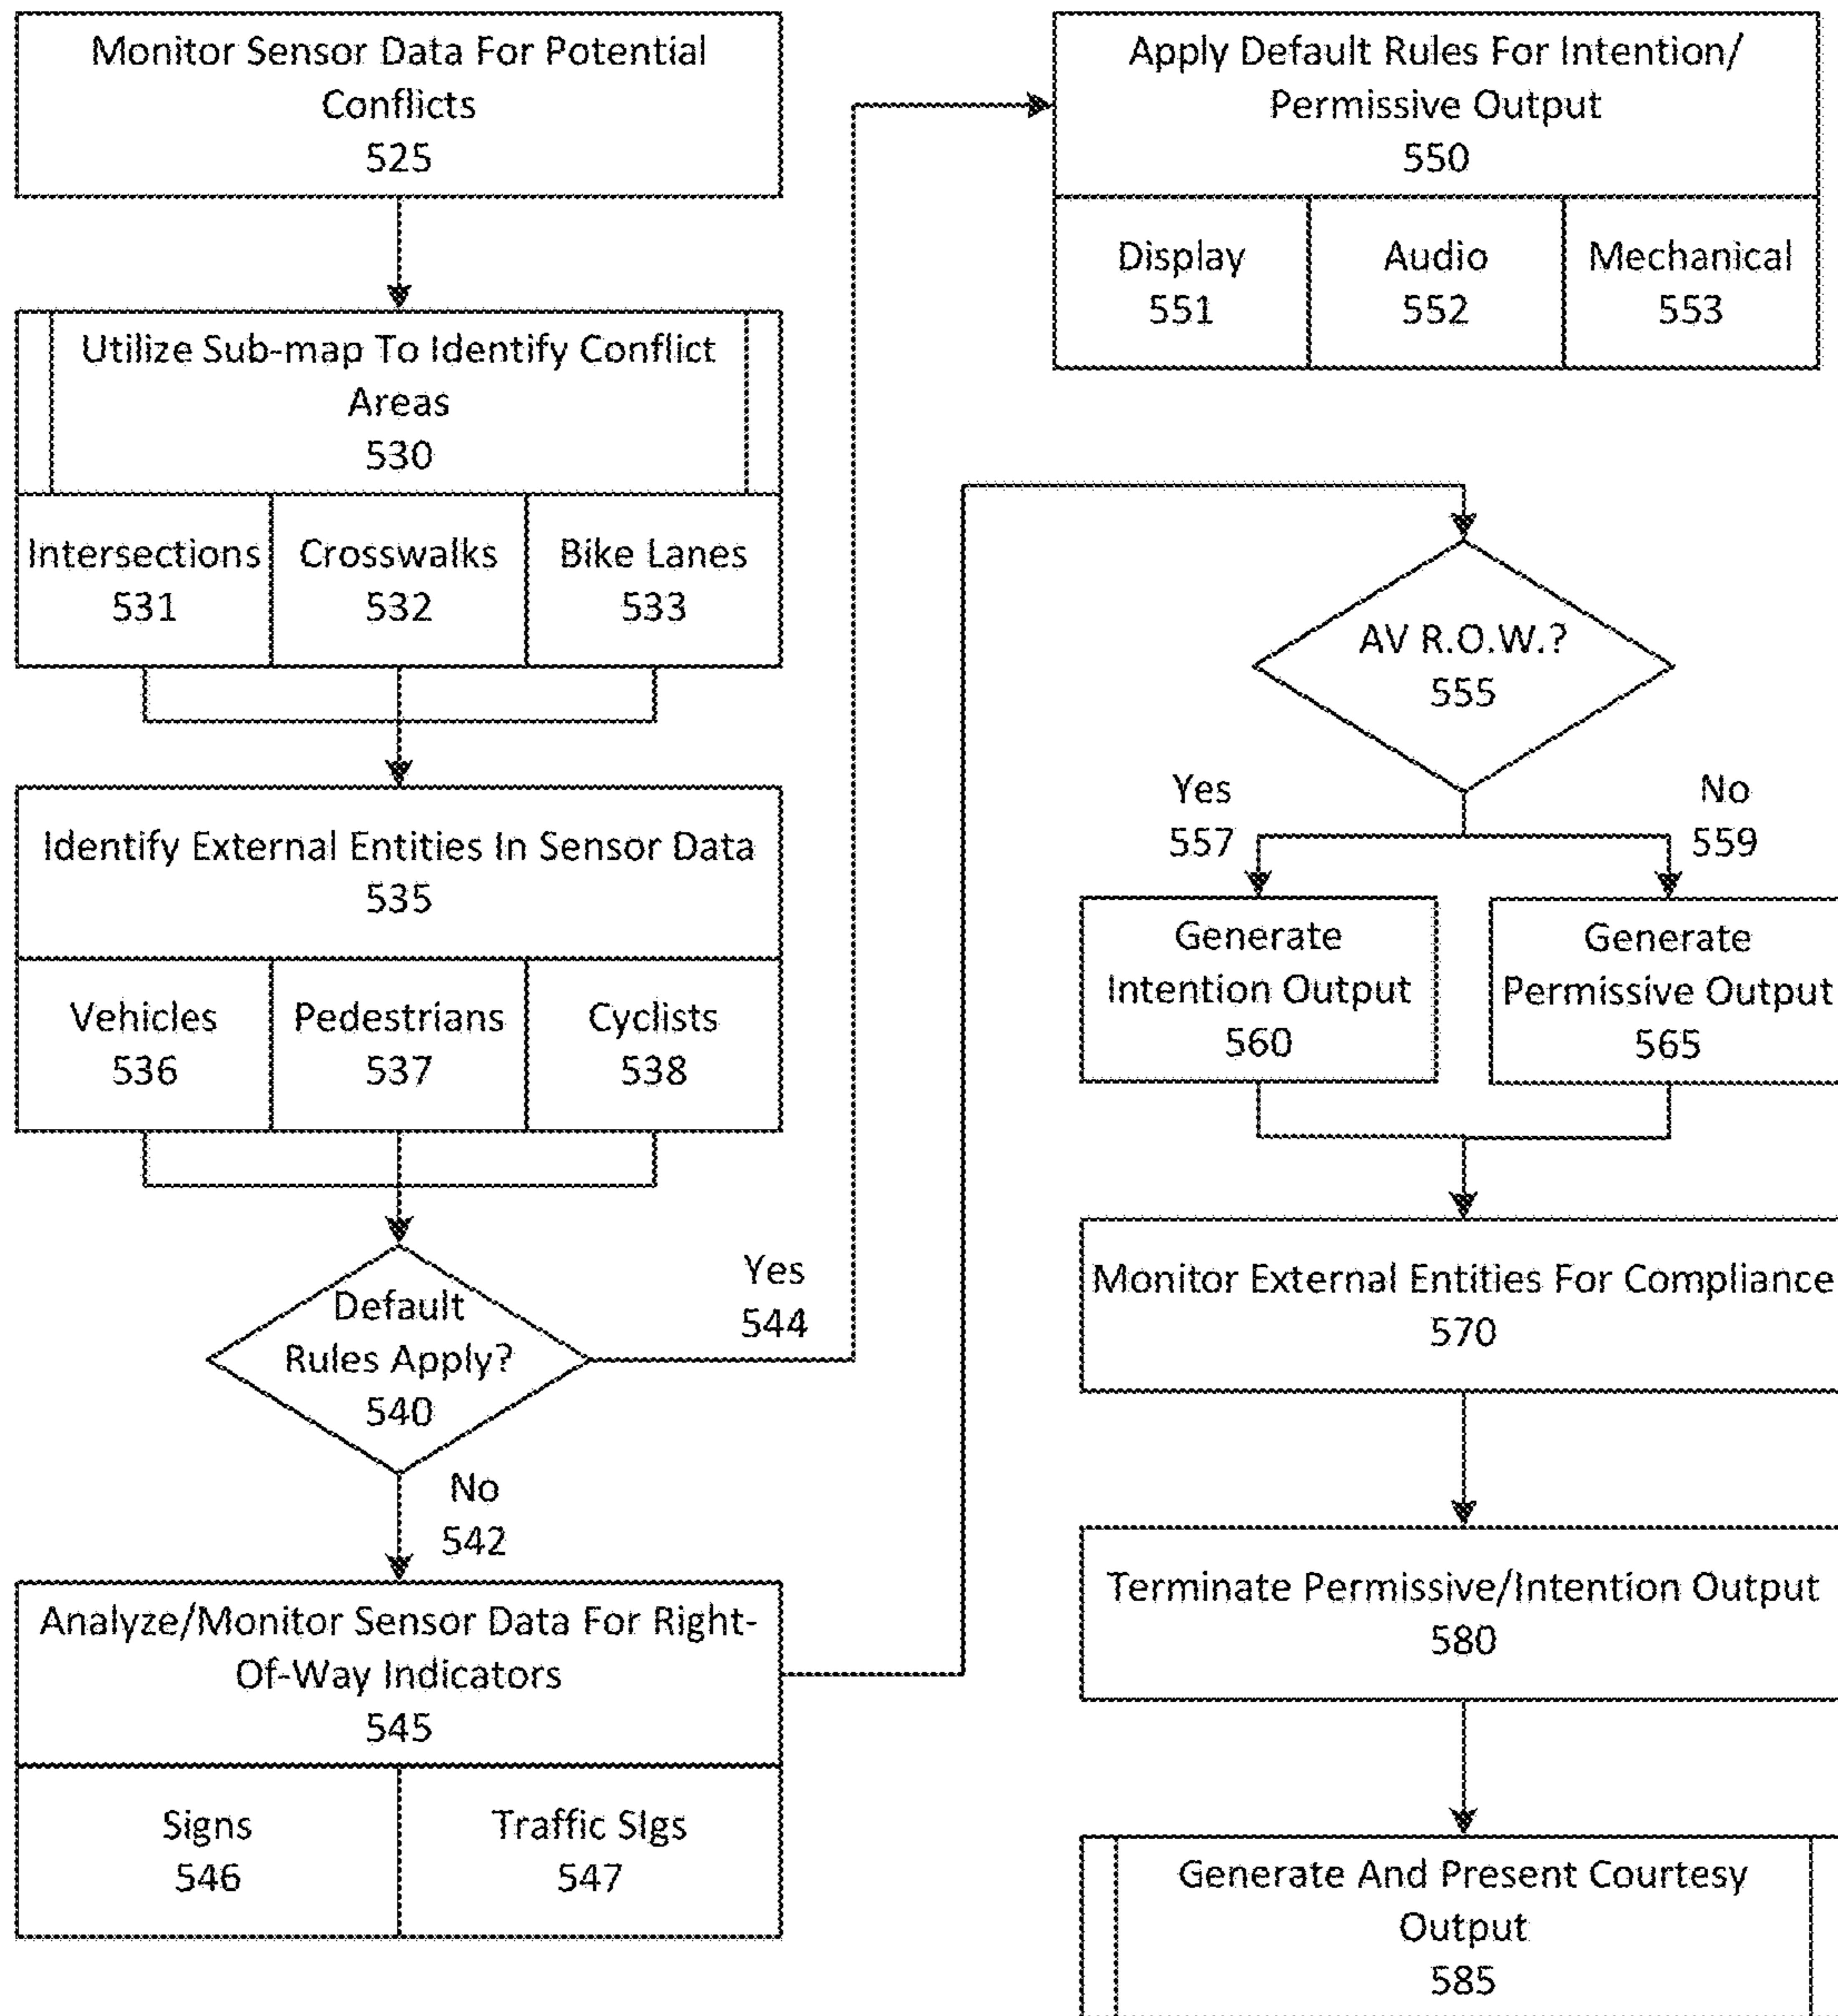 Monitor Sensor Data For Potential
Conflicts
525
Utilize Sub-map To Identify Conflict
Areas
530
Intersections
531
Crosswalks
532
Bike Lanes
533
Identify External Entities In Sensor Data
535
Vehicles
536
Pedestrians
537
Cyclists
538
Default
Rules Apply?
540
Yes
544
No
542
Analyze/Monitor Sensor Data For Right-
Of-Way Indicators
545
Signs
546
Traffic SIgs
547
Apply Default Rules For Intention/
Permissive Output
550
Display
551
Audio
552
Mechanical
553
AV R.O.W.?
555
Yes
557
No
559
Generate
Intention Output
560
Generate
Permissive Output
565
Monitor External Entities For Compliance
570
Terminate Permissive/Intention Output
580
Generate And Present Courtesy
Output
585